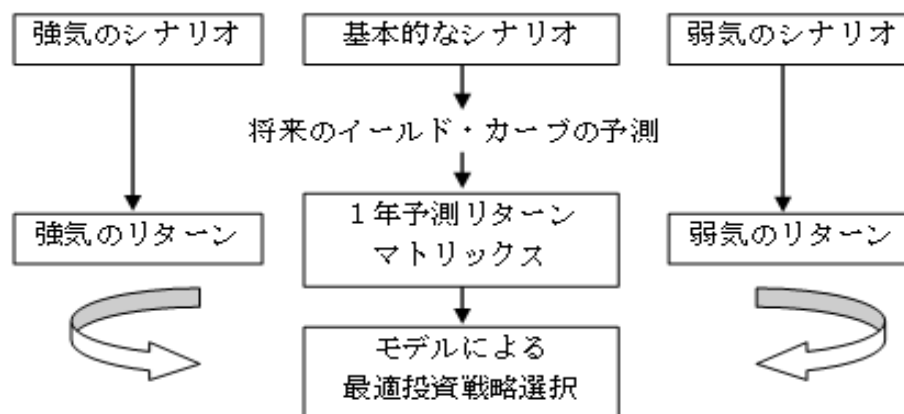 強気のシナリオ
基本的なシナリオ
弱気のシナリオ
将来のイールド・カーブの予測
強気のリターン
１年予測リターン
マトリックス
弱気のリターン
モデルによる
最適投資戦略選択